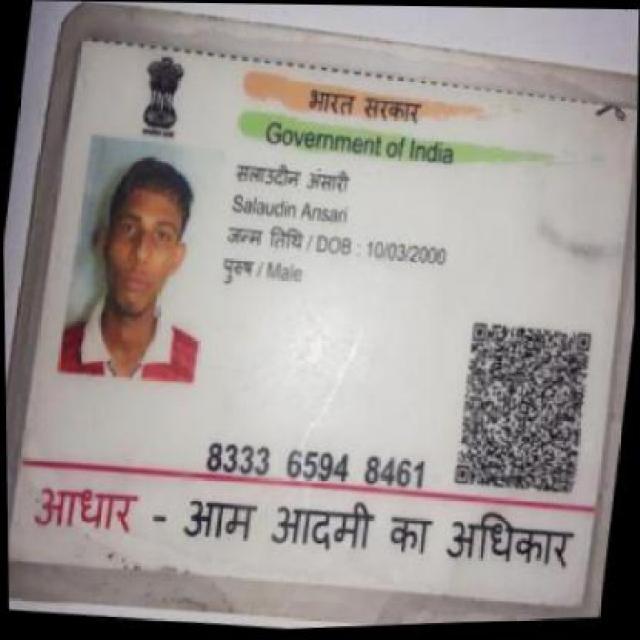 भारत सरकार
Government of India
सलाउदीन अंसारी
Salaudin Ansari
जन्म तिथि / DOB : 10/03/2000
पुरुष / Male
8333 6594 8461
आधार - आम आदमी का अधिकार